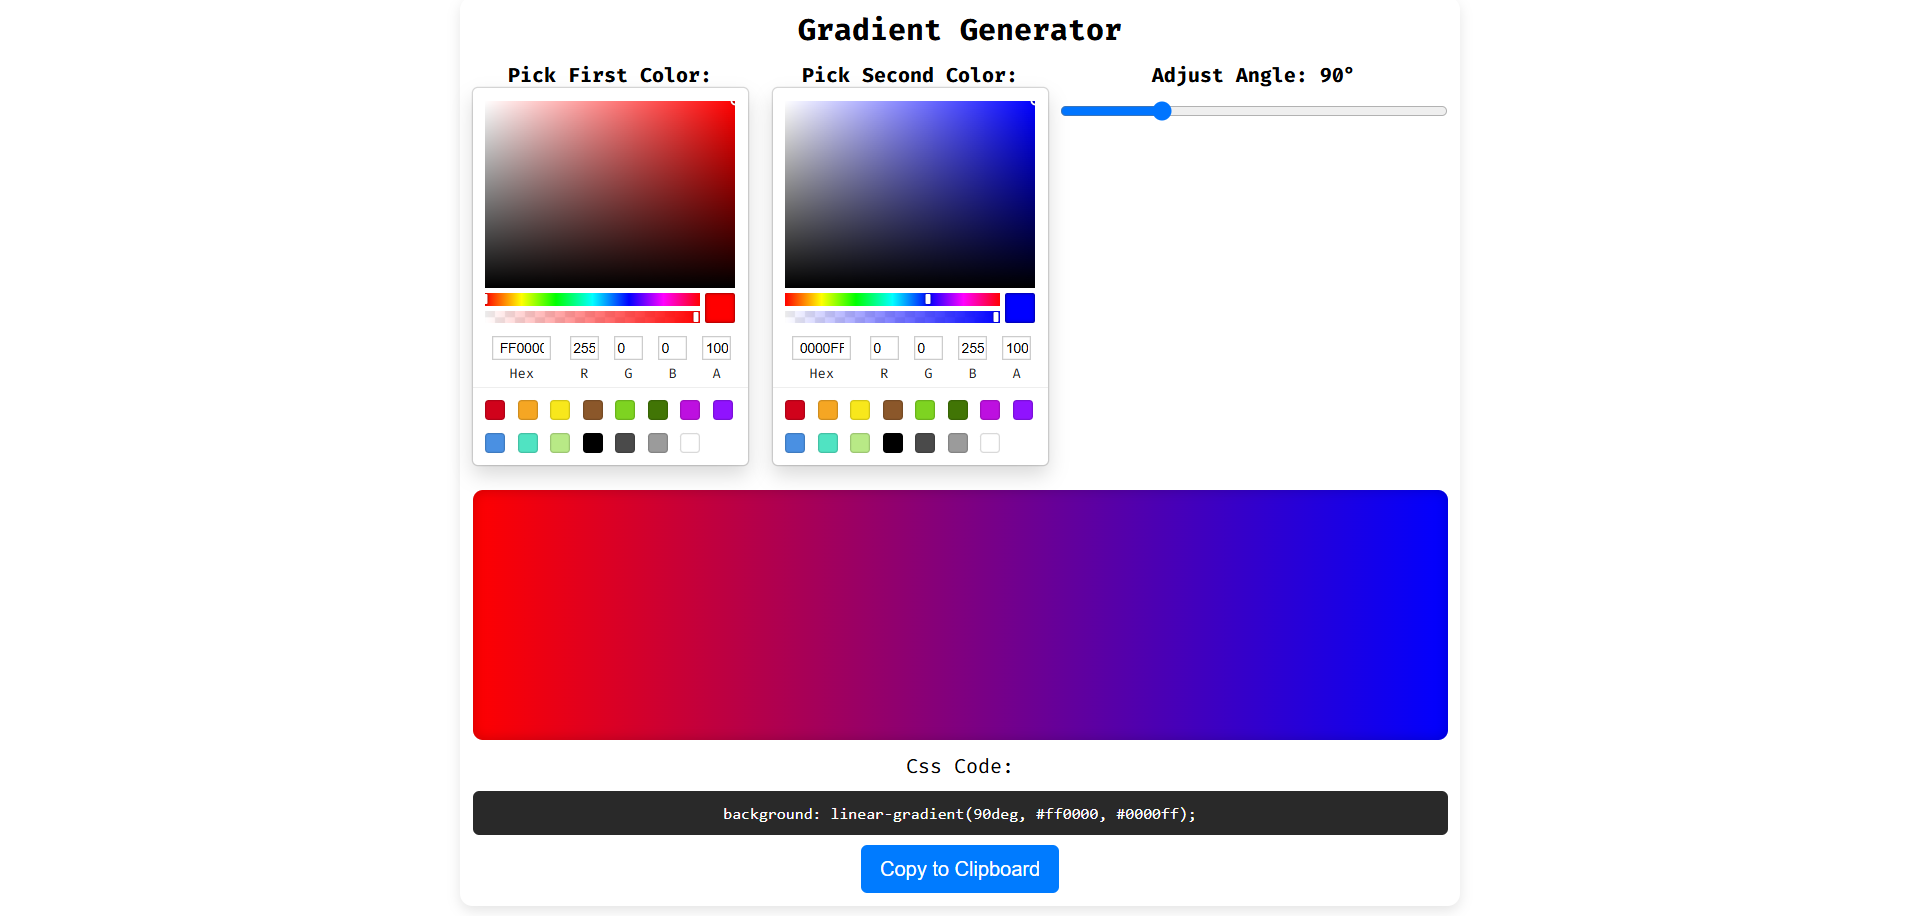 Gradient Generator
Pick First Color:
Pick Second Color:
Adjust Angle: 90°
255 0 0 100
Hex R G B A
0000FF 0 0 255 100
Hex R G B A
Css Code:
background: linear-gradient(90deg, #ff0000, #0000ff);
Copy to Clipboard